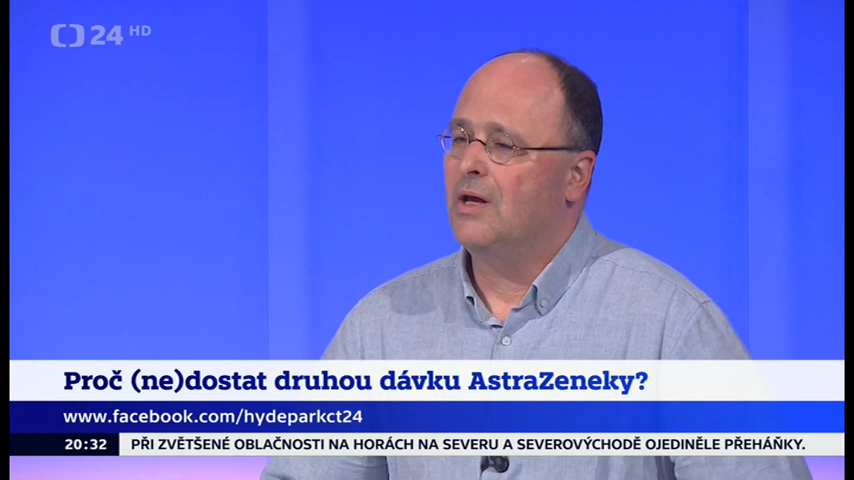 24 HD
Proč (ne)dostat druhou dávku AstraZeneky?
www.facebook.com/hydeparkct24
20:32 PŘI ZVĚTŠENÉ OBLAČNOSTI NA HORÁCH NA SEVERU A SEVEROVÝCHODĚ OJEDINĚLE PŘEHÁŇKY.